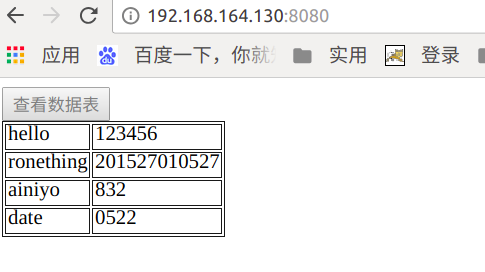 192.168.164.130:8080
应用 百度一下，你就 实用 登录
查看数据表
hello 123456
ronething 201527010527
ainiyo 832
date 0522